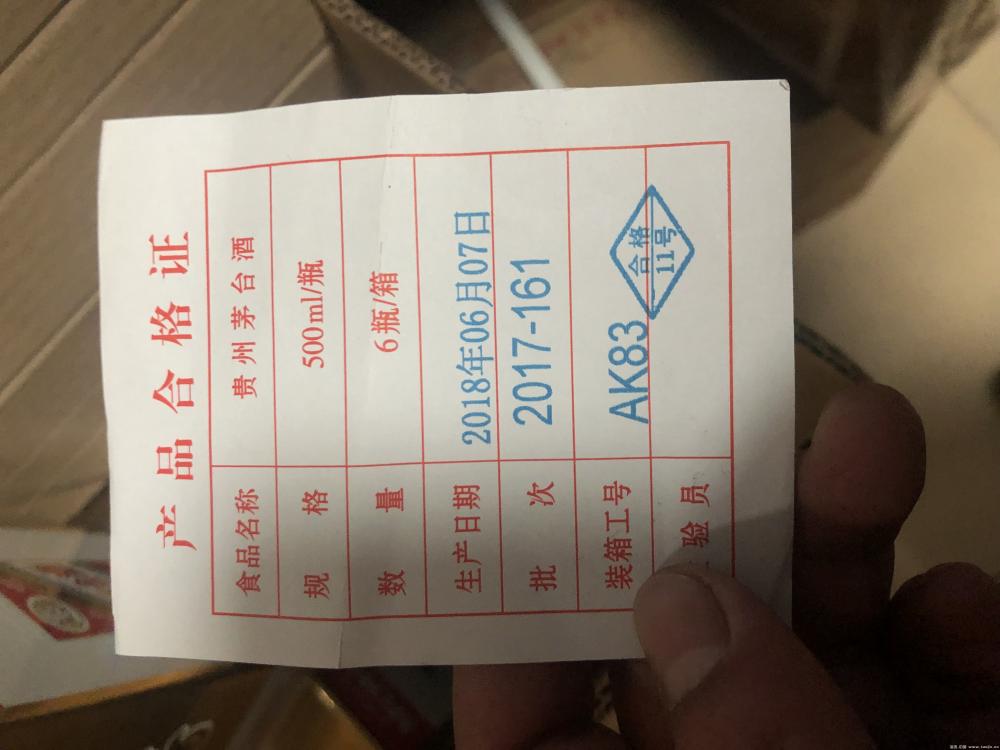 产品合格证
食品名称 贵州茅台酒
规格 500ml/瓶
数量 6瓶/箱
生产日期 2018年06月07日
批次 2017-161
装箱工号 AK83
验员 合格
11号